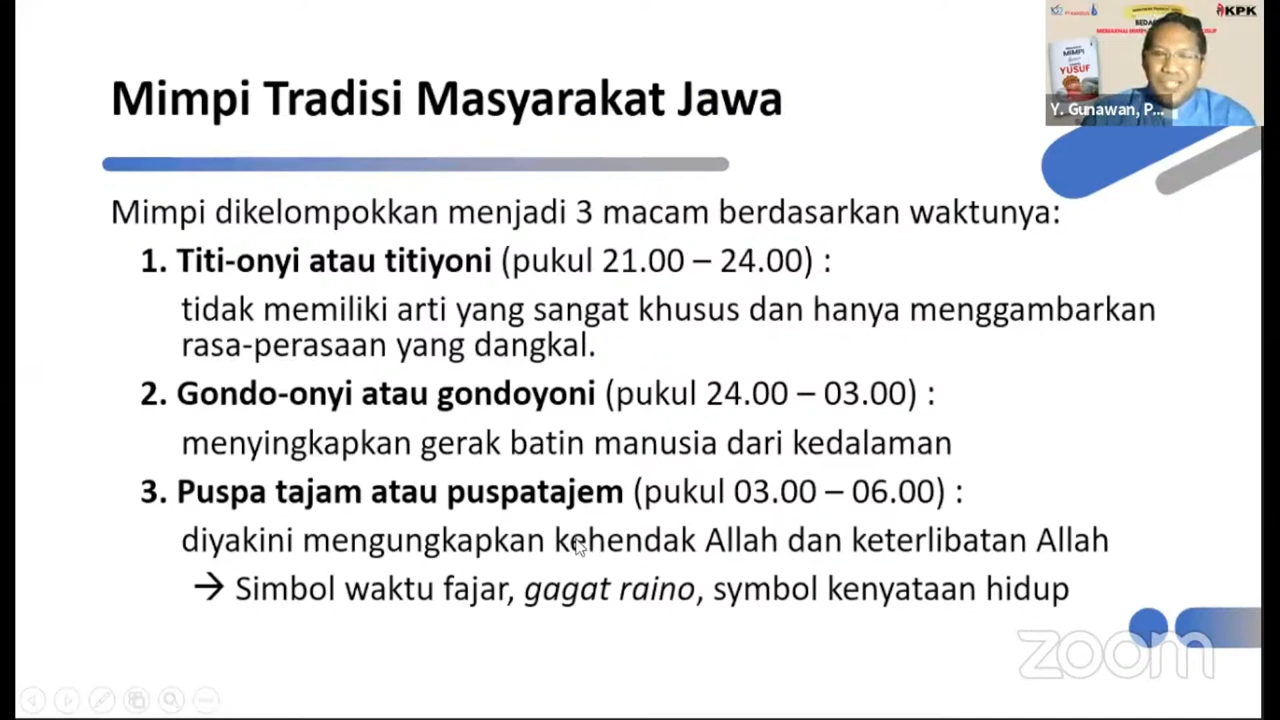 KPK
BEDA
MIMPI
YUSUF
Y. Gunawan, P...
Mimpi Tradisi Masyarakat Jawa
Mimpi dikelompokkan menjadi 3 macam berdasarkan waktunya:
1. Titi-onyi atau titiyoni (pukul 21.00 – 24.00) :
tidak memiliki arti yang sangat khusus dan hanya menggambarkan
rasa-perasaan yang dangkal.
2. Gondo-onyi atau gondoyoni (pukul 24.00 – 03.00) :
menyingkapkan gerak batin manusia dari kedalaman
3. Puspa tajam atau puspatajem (pukul 03.00 – 06.00) :
diyakini mengungkapkan kehendak Allah dan keterlibatan Allah
→ Simbol waktu fajar, gagat raino, symbol kenyataan hidup
zoom